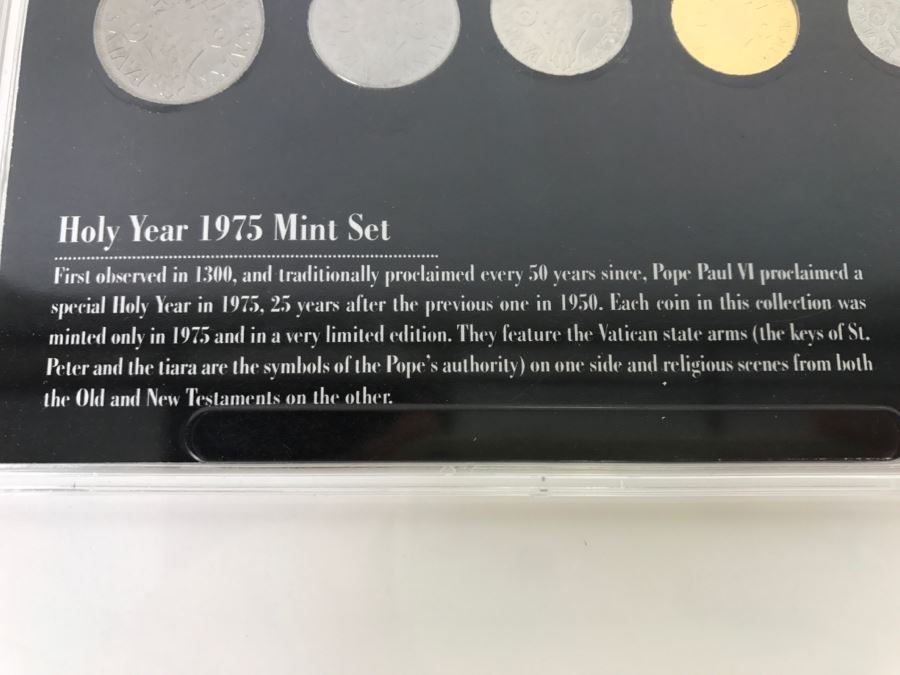 Holy Year 1975 Mint Set
First observed in 1300, and traditionally proclaimed every 50 years since, Pope Paul VI proclaimed a
special Holy Year in 1975, 25 years after the previous one in 1950. Each coin in this collection was
minted only in 1975 and in a very limited edition. They feature the Vatican state arms (the keys of St.
Peter and the tiara are the symbols of the Pope's authority) on one side and religious scenes from both
the Old and New Testaments on the other.